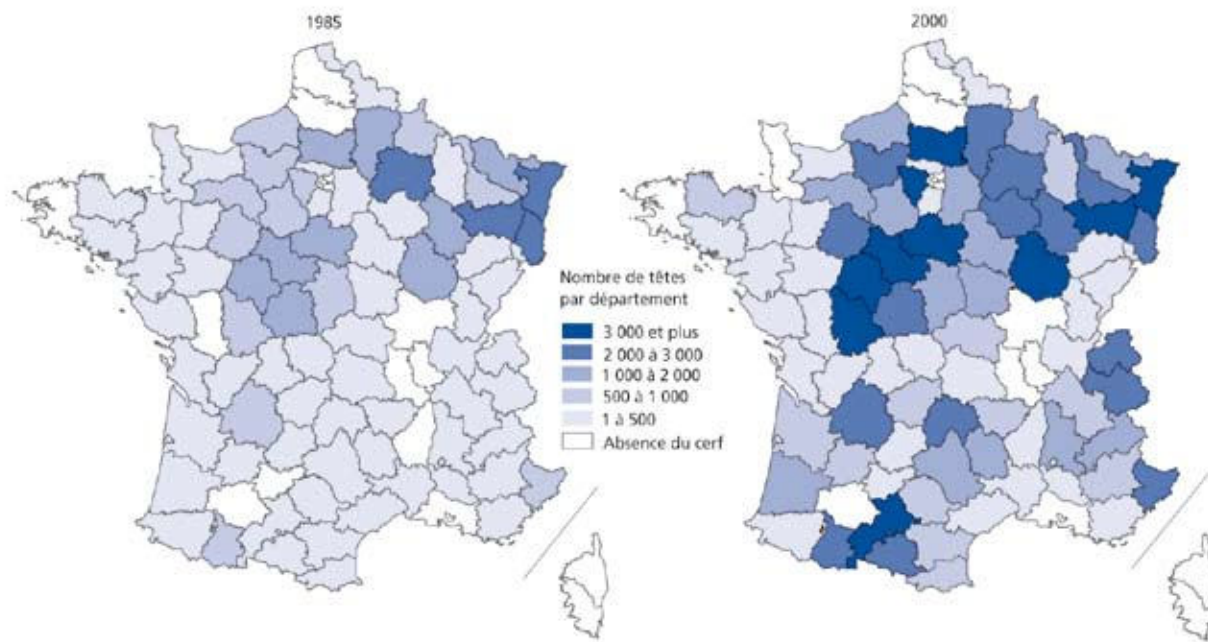 1985
2000
Nombre de têtes
par département
3 000 et plus
2 000 à 3 000
1 000 à 2 000
500 à 1 000
1 à 500
Absence du cerf